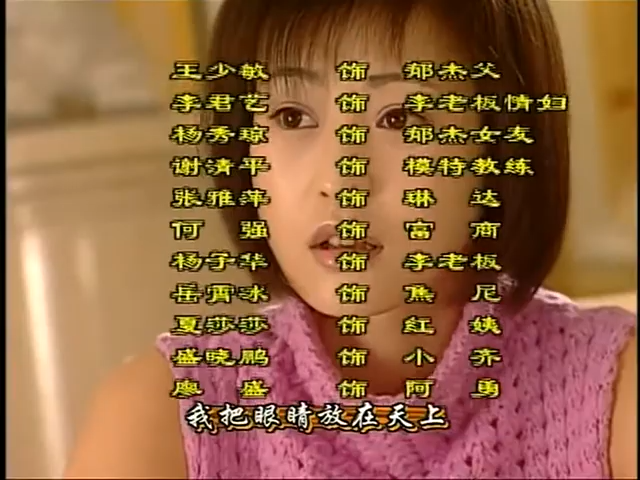 王少敏 饰 郁杰父
李君艺 饰 李老板情妇
杨秀琼 饰 郁杰女友
谢清平 饰 模特教练
张雅萍 饰 琳达
何强 饰 富商
杨子华 饰 李老板
岳霄冰 饰 焦尼
夏莎莎 饰 红姨
盛晓鹏 饰 小齐
廖盛 饰 阿勇
我把眼睛放在天上